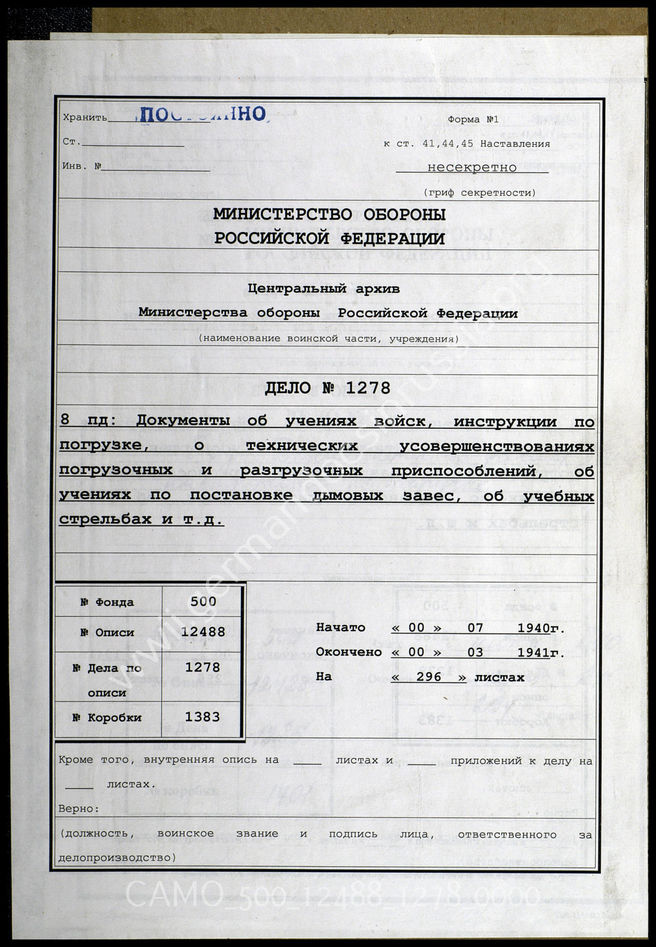 Хранить ПОСТОЯННО
Форма №1
Ст.
к ст. 41,44,45 Наставления
Инв. №
несекретно
(гриф секретности)
МИНИСТЕРСТВО ОБОРОНЫ
РОССИЙСКОЙ ФЕДЕРАЦИИ
Центральный архив
Министерства обороны Российской Федерации
(наименование воинской части, учреждения)
ДЕЛО № 1278
8 пд: Документы об учениях войск, инструкции по
погрузке, о технических усовершенствованиях
погрузочных и разгрузочных приспособлений, об
учениях по постановке дымовых завес, об учебных
стрельбах и т.д.
№ Фонда 500
№ Описи 12488
№ Дела по описи 1278
№ Коробки 1383
Начато « 00 » 07 1940г.
Окончено « 00 » 03 1941г.
На « 296 » листах
Кроме того, внутренняя опись на ____ листах и ____ приложений к делу на
____ листах.
Верно:
(должность, воинское звание и подпись лица, ответственного за
делопроизводство)
CAMO_500_12488_1278_0000